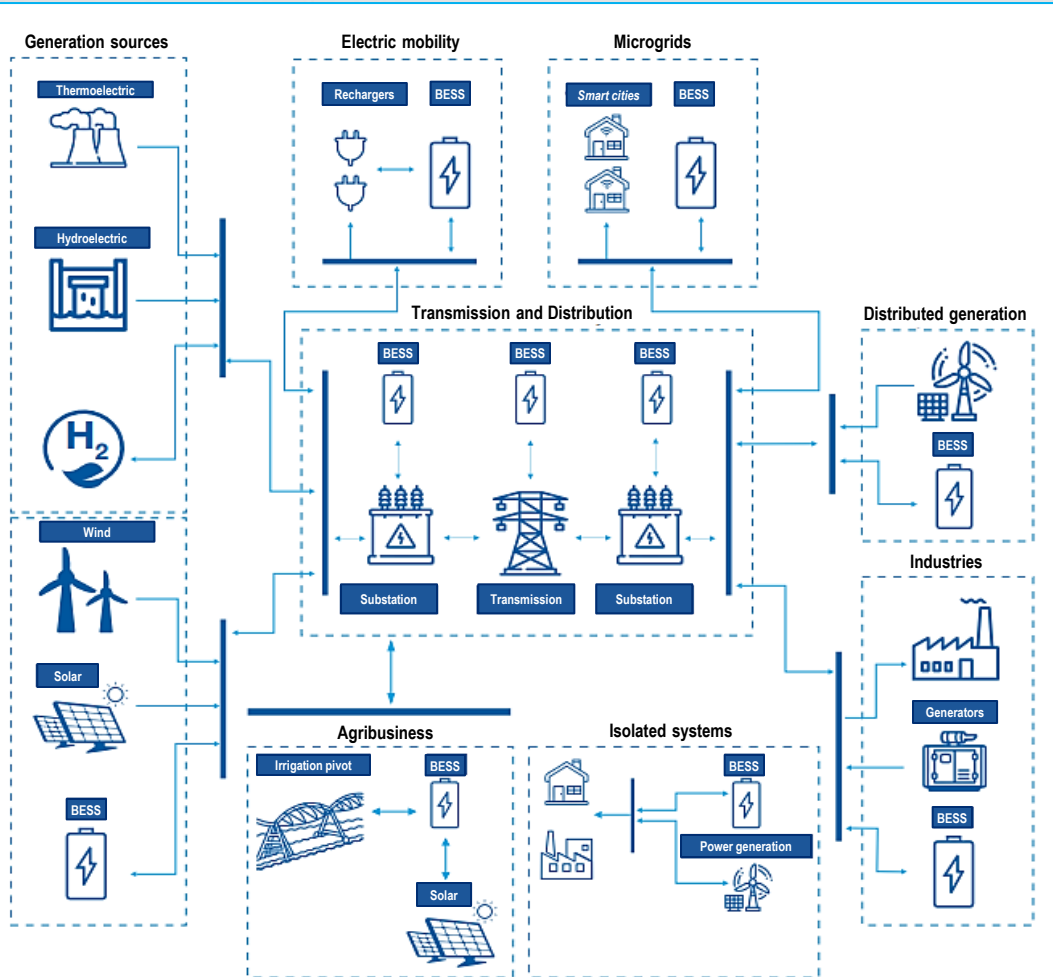 Generation sources
Thermoelectric
Hydroelectric
H2
Wind
Solar
BESS
Electric mobility
Rechargers
BESS
Microgrids
Smart cities
BESS
Transmission and Distribution
BESS
BESS
BESS
Substation
Transmission
Substation
Distributed generation
BESS
Industries
Generators
BESS
Agribusiness
Irrigation pivot
BESS
Solar
Isolated systems
BESS
Power generation